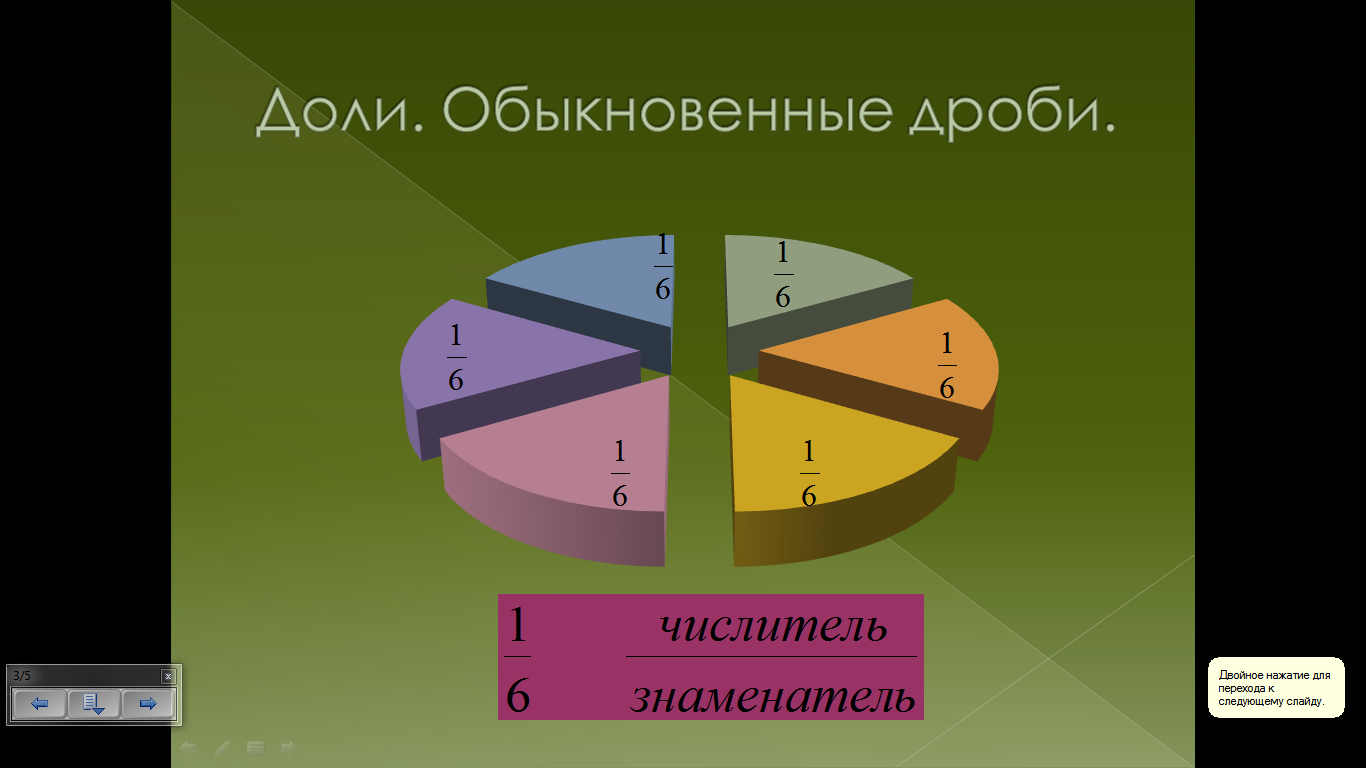 Доли. Обыкновенные дроби.
1/6
1/6
1/6
1/6
1/6
1/6
1/6 числитель/знаменатель
3/5
x
Двойное нажатие для
перехода к
следующему слайду.